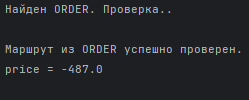 Найден ORDER. Проверка..
Маршрут из ORDER успешно проверен.
price = -487.0